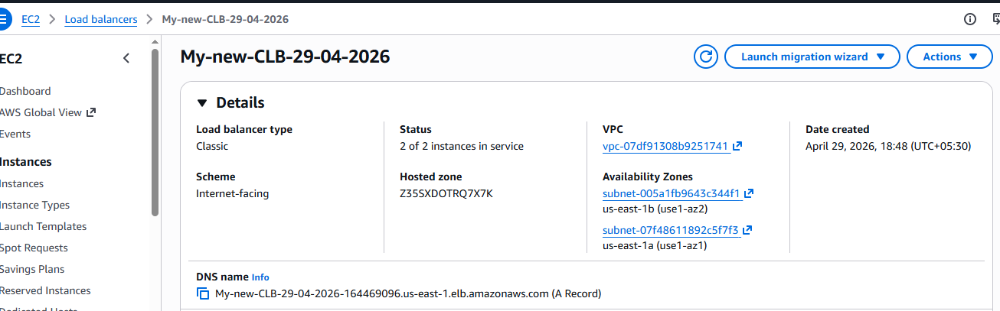 EC2 > Load balancers > My-new-CLB-29-04-2026
EC2
Dashboard
AWS Global View
Events
Instances
Instances
Instance Types
Launch Templates
Spot Requests
Savings Plans
Reserved Instances
Dedicated Hosts
My-new-CLB-29-04-2026
Launch migration wizard
Actions
Details
Load balancer type
Classic
Status
2 of 2 instances in service
VPC
vpc-07df91308b9251741
Date created
April 29, 2026, 18:48 (UTC+05:30)
Scheme
Internet-facing
Hosted zone
Z35SXDOTRQ7X7K
Availability Zones
subnet-005a1fb9643c344f1
us-east-1b (use1-az2)
subnet-07f48611892c5f7f3
us-east-1a (use1-az1)
DNS name Info
My-new-CLB-29-04-2026-164469096.us-east-1.elb.amazonaws.com (A Record)